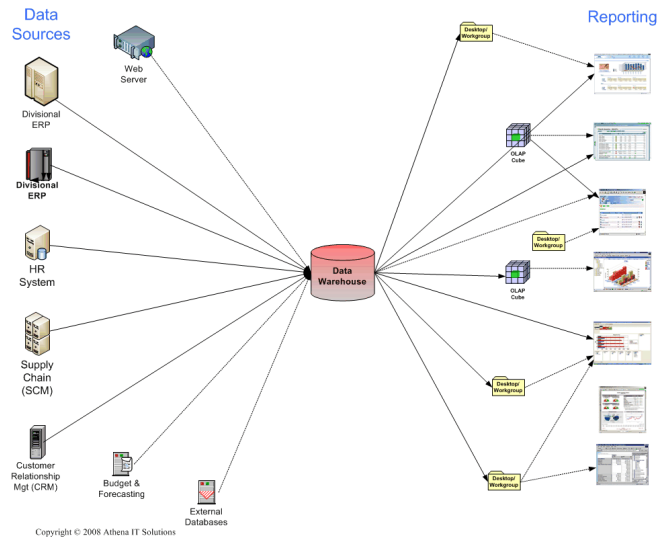 Data
Sources
Reporting
Web
Server
Divisional
ERP
Divisional
ERP
HR
System
Supply
Chain
(SCM)
Customer
Relationship
Mgt (CRM)
Budget &
Forecasting
External
Databases
Data
Warehouse
Desktop/
Workgroup
OLAP
Cube
Desktop/
Workgroup
OLAP
Cube
Desktop/
Workgroup
Desktop/
Workgroup
Copyright © 2008 Athena IT Solutions